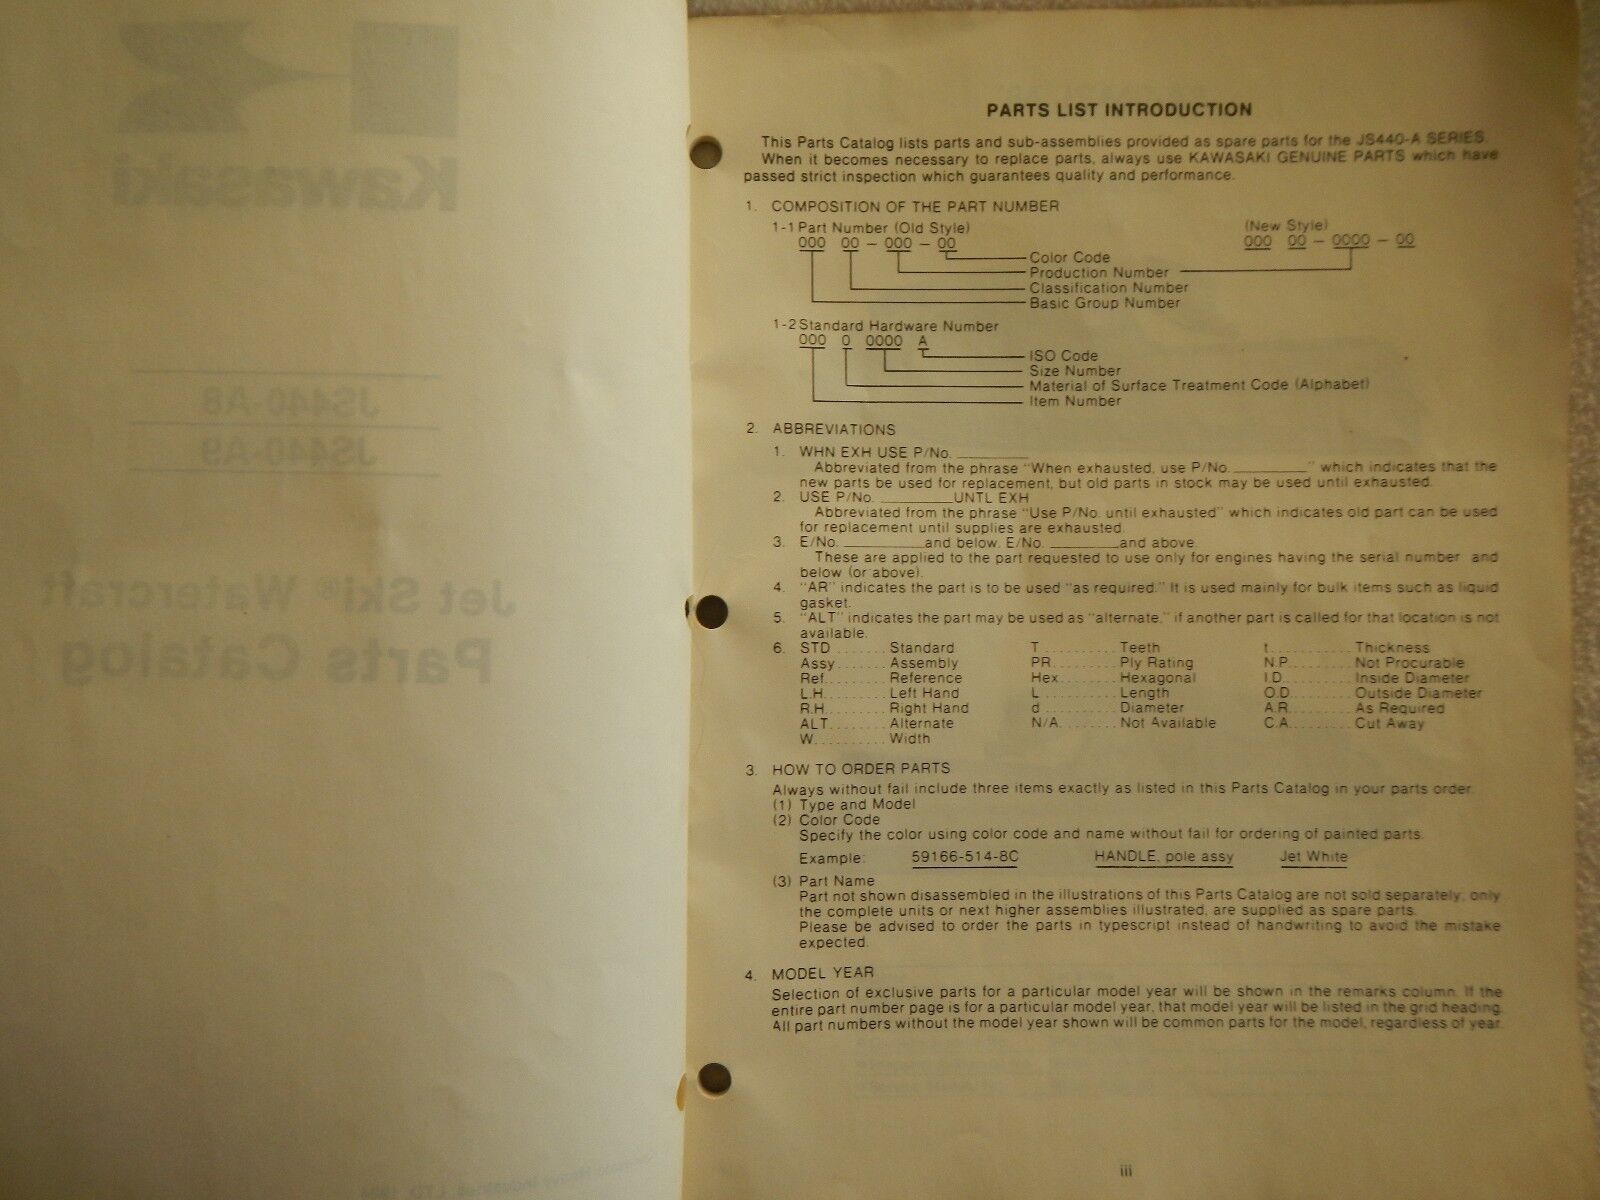 Kawasaki
JS440-A8
JS440-A9
Jet Ski® Watercraft
Parts Catalog
PARTS LIST INTRODUCTION
This Parts Catalog lists parts and sub-assemblies provided as spare parts for the JS440-A SERIES.
When it becomes necessary to replace parts, always use KAWASAKI GENUINE PARTS which have
passed strict inspection which guarantees quality and performance.
1. COMPOSITION OF THE PART NUMBER
1-1 Part Number (Old Style) (New Style)
000 00 - 000 - 00 000 00 - 0000 - 00
Color Code
Production Number
Classification Number
Basic Group Number
1-2 Standard Hardware Number
000 0 0000 A
ISO Code
Size Number
Material of Surface Treatment Code (Alphabet)
Item Number
2. ABBREVIATIONS
1. WHN EXH USE P/No. ________
Abbreviated from the phrase "When exhausted, use P/No. ________" which indicates that the
new parts be used for replacement, but old parts in stock may be used until exhausted.
2. USE P/No. ________UNTL EXH
Abbreviated from the phrase "Use P/No. until exhausted" which indicates old part can be used
for replacement until supplies are exhausted.
3. E/No. ________and below. E/No. ________and above.
These are applied to the part requested to use only for engines having the serial number and
below (or above).
4. "AR" indicates the part is to be used "as required." It is used mainly for bulk items such as liquid
gasket.
5. "ALT" indicates the part may be used as "alternate," if another part is called for that location is not
available.
6. STD....... Standard T.......... Teeth t........... Thickness
Assy....... Assembly PR......... Ply Rating N.P........ Not Procurable
Ref........ Reference Hex........ Hexagonal I.D........ Inside Diameter
L.H........ Left Hand L.......... Length O.D........ Outside Diameter
R.H........ Right Hand d.......... Diameter A.R........ As Required
ALT........ Alternate N/A........ Not Available C.A........ Cut Away
W.......... Width
3. HOW TO ORDER PARTS
Always without fail include three items exactly as listed in this Parts Catalog in your parts order.
(1) Type and Model
(2) Color Code
Specify the color using color code and name without fail for ordering of painted parts.
Example: 59166-514-8C HANDLE, pole assy Jet White
(3) Part Name
Part not shown disassembled in the illustrations of this Parts Catalog are not sold separately; only
the complete units or next higher assemblies illustrated, are supplied as spare parts.
Please be advised to order the parts in typescript instead of handwriting to avoid the mistake
expected.
4. MODEL YEAR
Selection of exclusive parts for a particular model year will be shown in the remarks column. If the
entire part number page is for a particular model year, that model year will be listed in the grid heading.
All part numbers without the model year shown will be common parts for the model, regardless of year.
iii